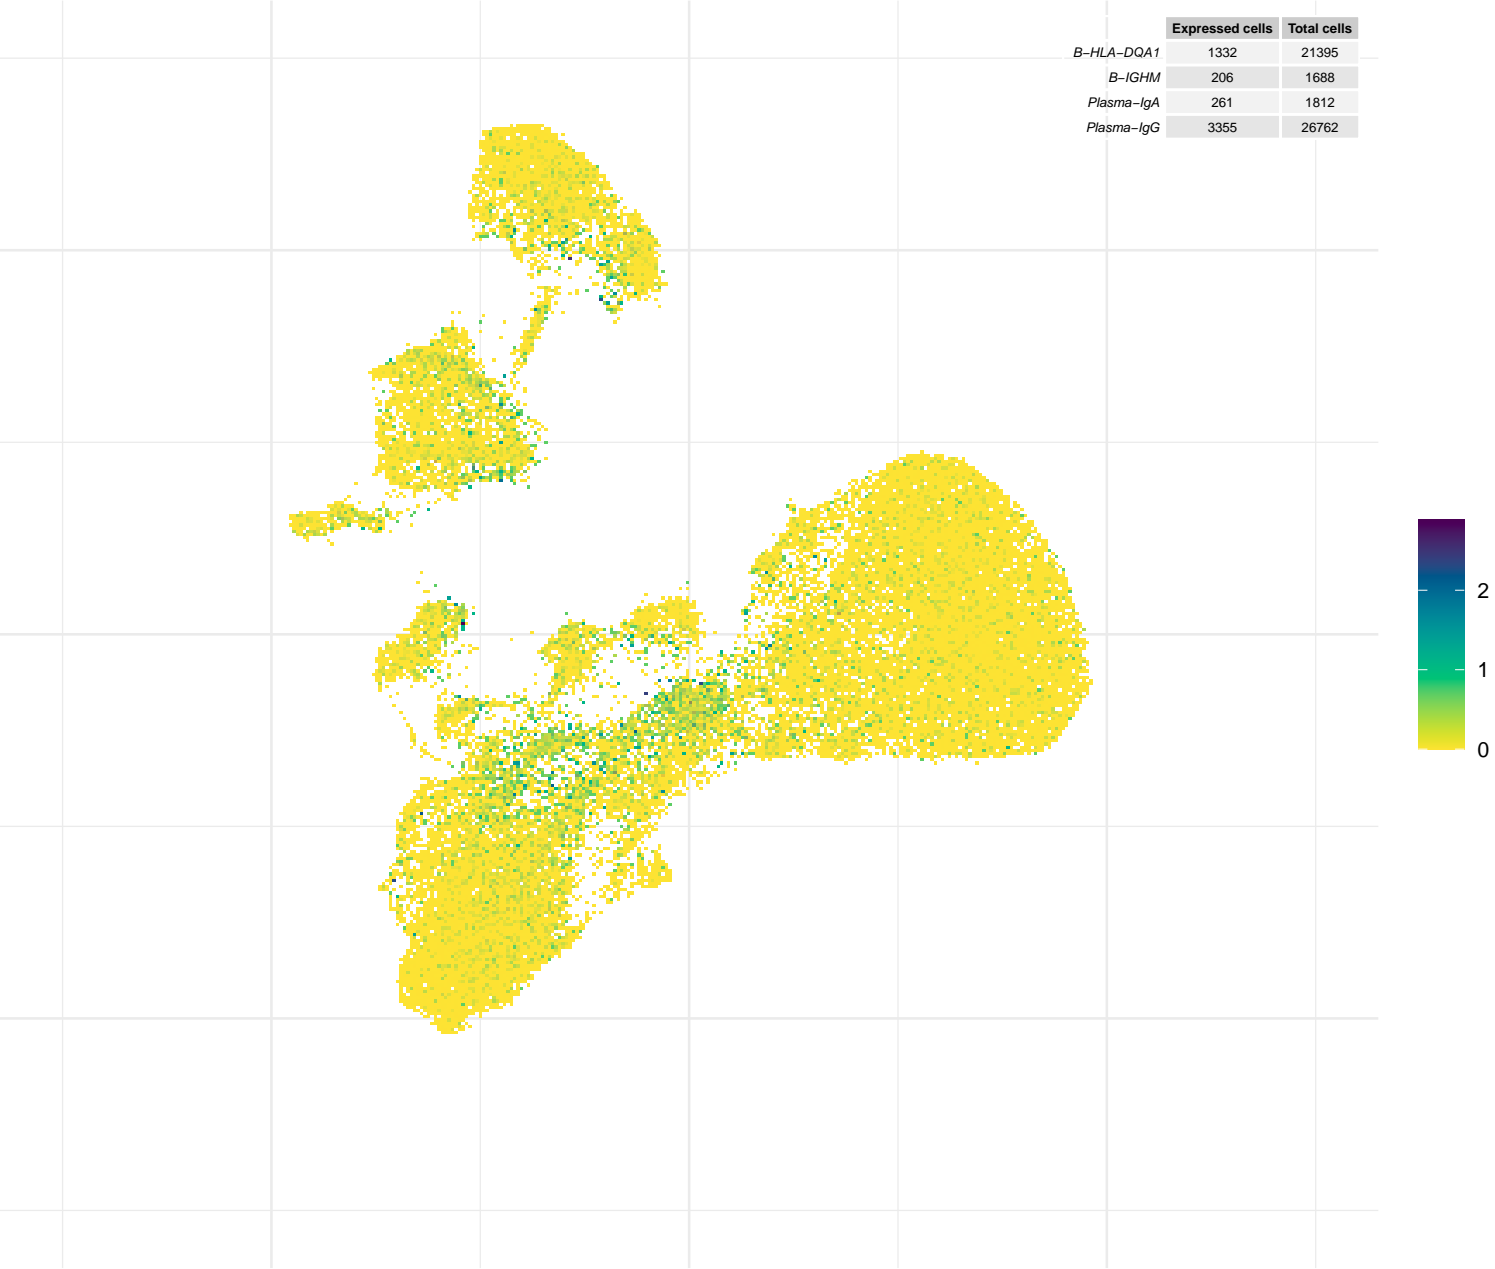 Expressed cells Total cells
B−HLA−DQA1 1332 21395
B−IGHM 206 1688
Plasma−IgA 261 1812
Plasma−IgG 3355 26762
2
1
0